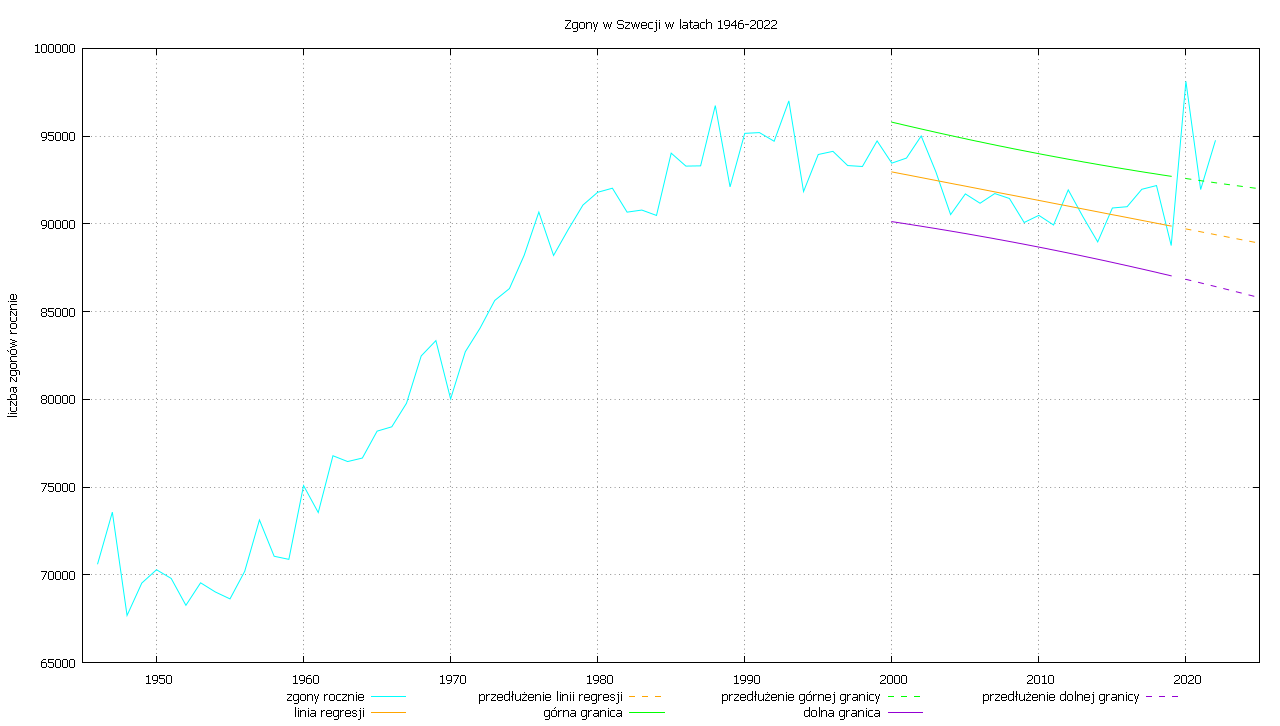 Zgony w Szwecji w latach 1946-2022
100000
95000
90000
85000
80000
75000
70000
65000
liczba zgonów rocznie
1950 1960 1970 1980 1990 2000 2010 2020
zgony rocznie przedłużenie linii regresji przedłużenie górnej granicy przedłużenie dolnej granicy
linia regresji górna granica dolna granica